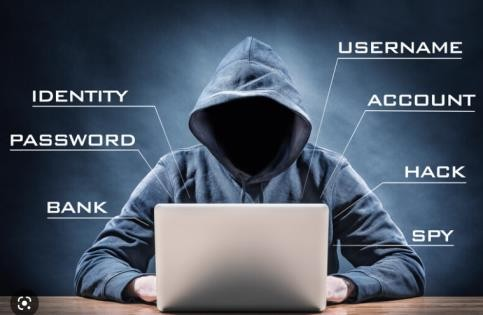 USERNAME
IDENTITY
ACCOUNT
PASSWORD
HACK
BANK
SPY